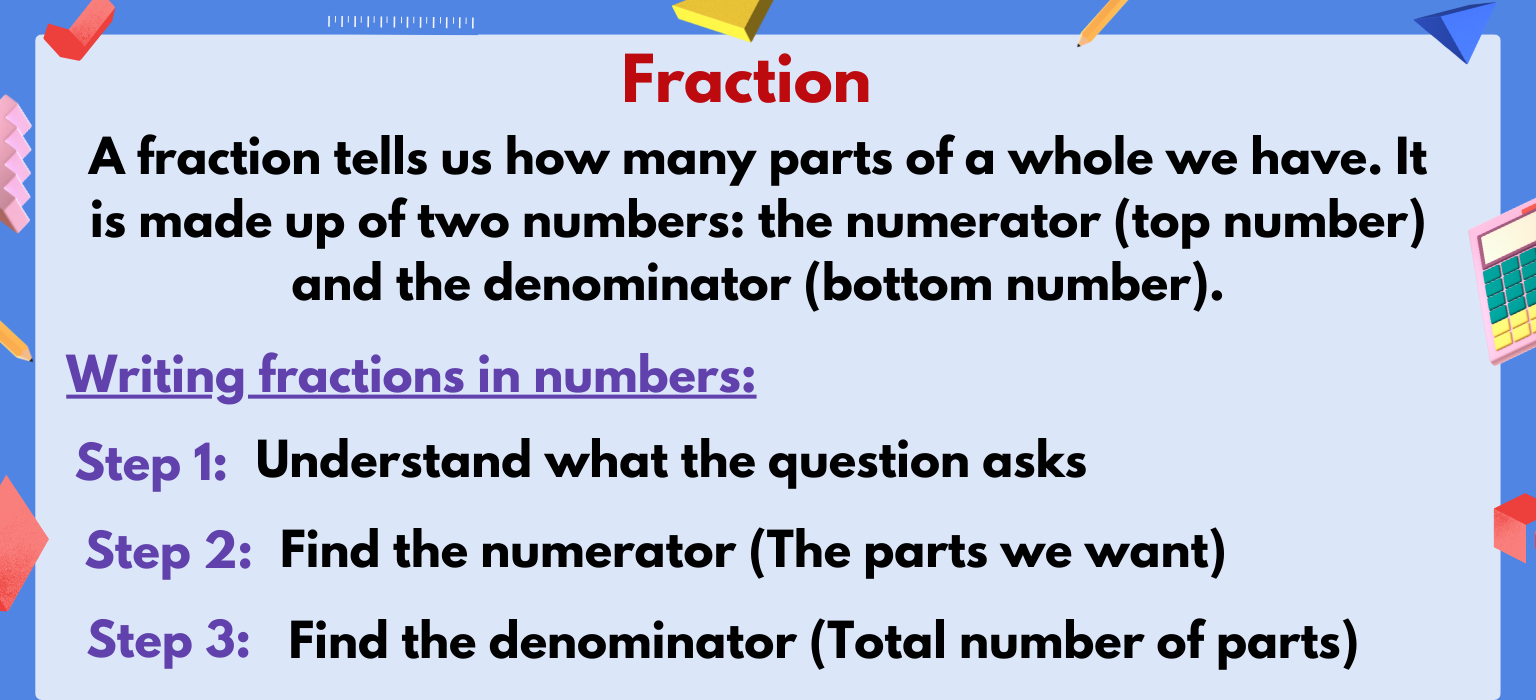 Fraction
A fraction tells us how many parts of a whole we have. It
is made up of two numbers: the numerator (top number)
and the denominator (bottom number).
Writing fractions in numbers:
Step 1: Understand what the question asks
Step 2: Find the numerator (The parts we want)
Step 3: Find the denominator (Total number of parts)